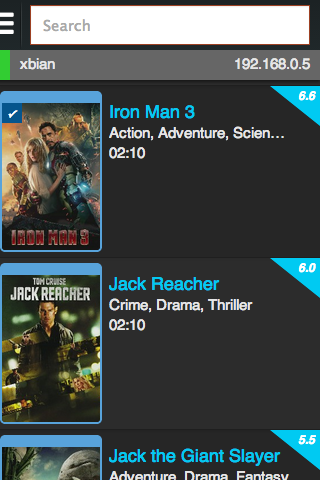 Search
xbian 192.168.0.5
6.6
Iron Man 3
Action, Adventure, Scien...
02:10
IRON MAN 3
6.0
Jack Reacher
Crime, Drama, Thriller
02:10
TOM CRUISE
JACK REACHER
5.5
Jack the Giant Slayer
Adventure, Drama, Fantasy